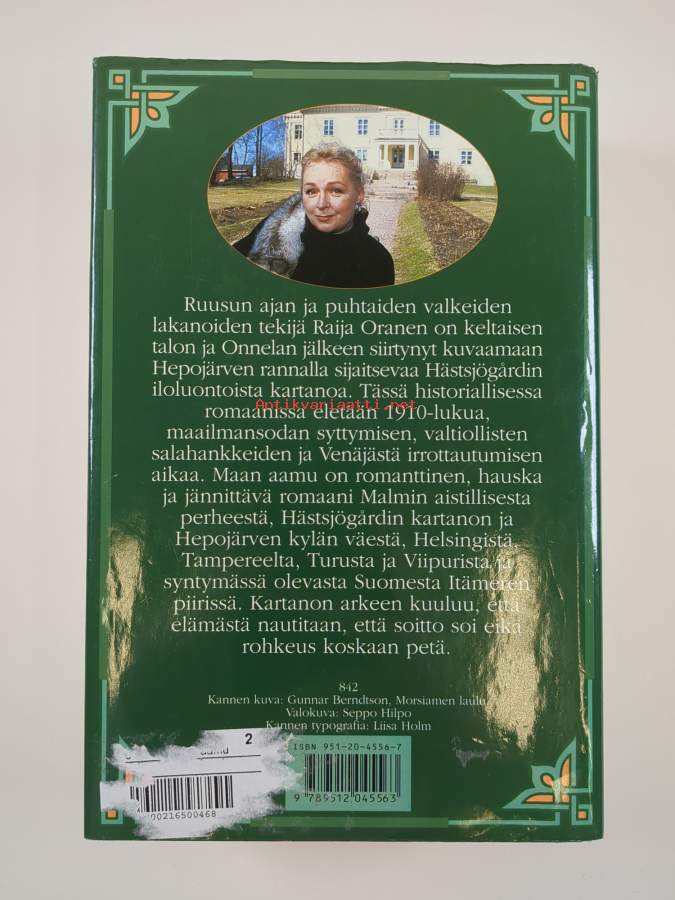 Ruusun ajan ja puhtaiden valkeiden
lakanoiden tekijä Raija Oranen on keltaisen
talon ja Onnelan jälkeen siirtynyt kuvaamaan
Hepojärven rannalla sijaitsevaa Hästsjögårdin
iloluontoista kartanoa. Tässä historiallisessa
Antikvariaatti.net
romaanissa eletään 1910-lukua,
maailmansodan syttymisen, valtiollisten
salahankkeiden ja Venäjästä irrottautumisen
aikaa. Maan aamu on romanttinen, hauska
ja jännittävä romaani Malmin aistillisesta
perheestä, Hästsjögårdin kartanon ja
Hepojärven kylän väestä, Helsingistä,
Tampereelta, Turusta ja Viipurista ja
syntymässä olevasta Suomesta Itämeren
piirissä. Kartanon arkeen kuuluu, että
elämästä nautitaan, että soitto soi eikä
rohkeus koskaan petä.
842
Kannen kuva: Gunnar Berndtson, Morsiamen laulu
Valokuva: Seppo Hilpo
Kannen typografia: Liisa Holm
2
00216500468
ISBN 951-20-4556-7
9 789512 045563